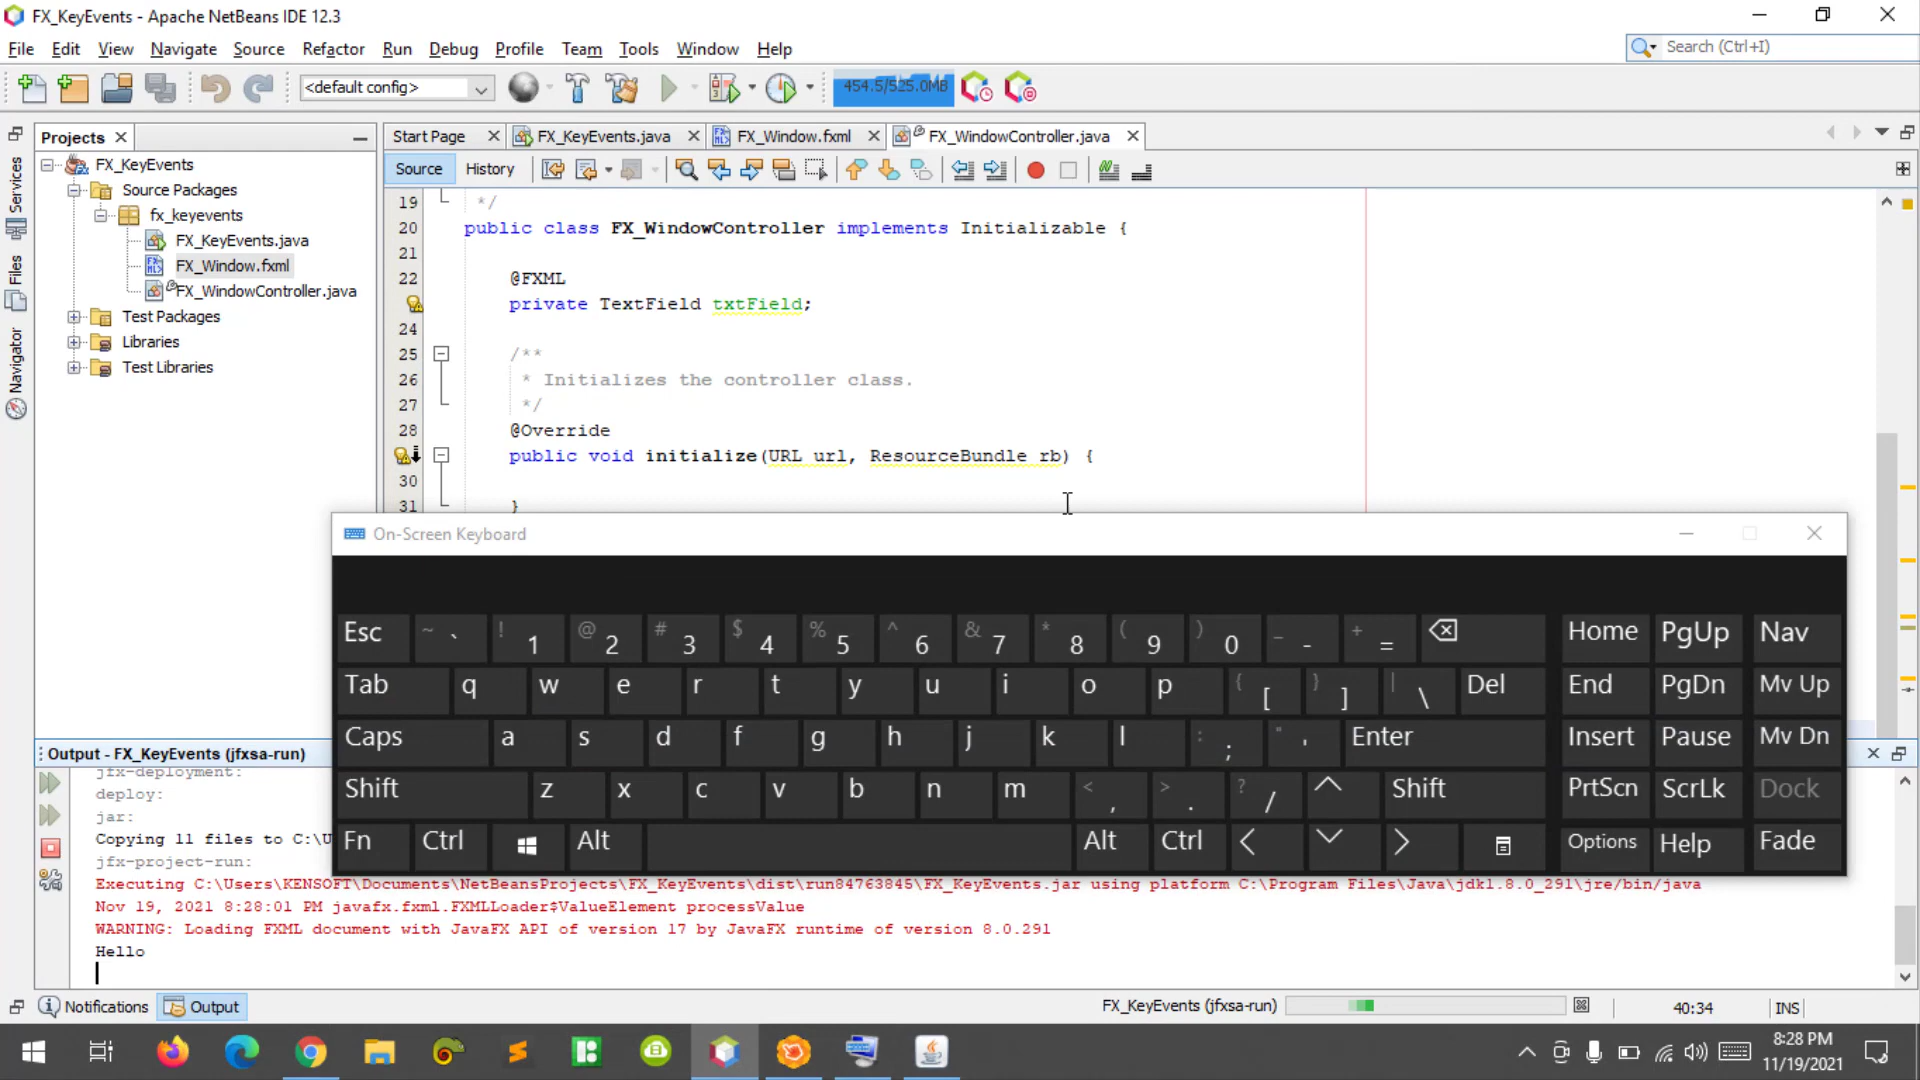 FX_KeyEvents - Apache NetBeans IDE 12.3
File Edit View Navigate Source Refactor Run Debug Profile Team Tools Window Help
Search (Ctrl+I)
<default config>
454.5/525.0MB
Projects
Start Page
FX_KeyEvents.java
FX_Window.fxml
FX_WindowController.java
Source History
Services
Files
Navigator
FX_KeyEvents
Source Packages
fx_keyevents
FX_KeyEvents.java
FX_Window.fxml
FX_WindowController.java
Test Packages
Libraries
Test Libraries
19 */
20 public class FX_WindowController implements Initializable {
21
22 @FXML
private TextField txtField;
24
25 /**
26 * Initializes the controller class.
27 */
28 @Override
public void initialize(URL url, ResourceBundle rb) {
30
31 }
On-Screen Keyboard
Esc ~ ` ! 1 @ 2 # 3 $ 4 % 5 ^ 6 & 7 * 8 ( 9 ) 0 _ - + = Home PgUp Nav
Tab q w e r t y u i o p { [ } ] | \ Del End PgDn Mv Up
Caps a s d f g h j k l : ; " ' Enter Insert Pause Mv Dn
Shift z x c v b n m < , > . ? / Shift PrtScn ScrLk Dock
Fn Ctrl Alt Alt Ctrl Options Help Fade
Output - FX_KeyEvents (jfxsa-run)
jfx-deployment:
deploy:
jar:
Copying 11 files to C:\U
jfx-project-run:
Executing C:\Users\KENSOFT\Documents\NetBeansProjects\FX_KeyEvents\dist\run84763845\FX_KeyEvents.jar using platform C:\Program Files\Java\jdk1.8.0_291\jre/bin/java
Nov 19, 2021 8:28:01 PM javafx.fxml.FXMLLoader$ValueElement processValue
WARNING: Loading FXML document with JavaFX API of version 17 by JavaFX runtime of version 8.0.291
Hello
Notifications Output
FX_KeyEvents (jfxsa-run)
40:34 INS
8:28 PM
11/19/2021